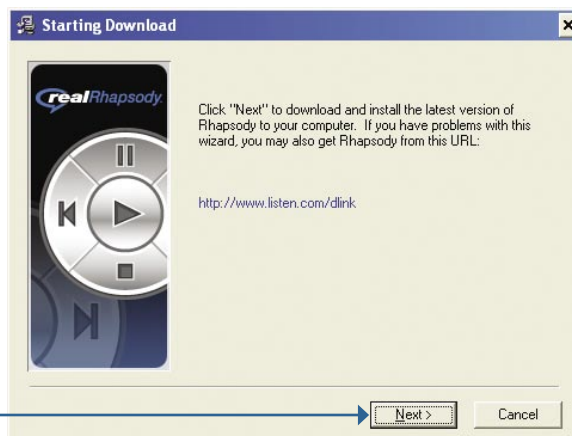 Starting Download
realRhapsody.
Click "Next" to download and install the latest version of
Rhapsody to your computer. If you have problems with this
wizard, you may also get Rhapsody from this URL:
http://www.listen.com/dlink
Next >
Cancel